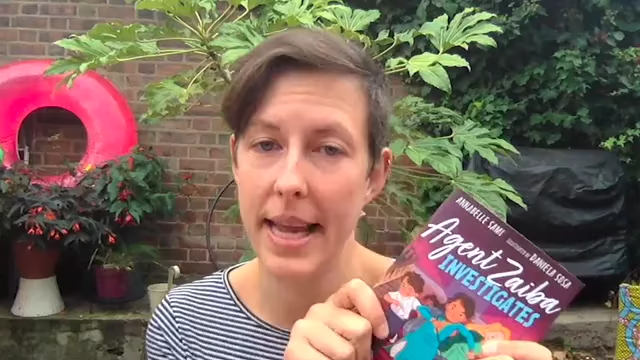 ANNABELLE SAMI
ILLUSTRATED BY DANIELA SOSA
Agent Zaiba
INVESTIGATES